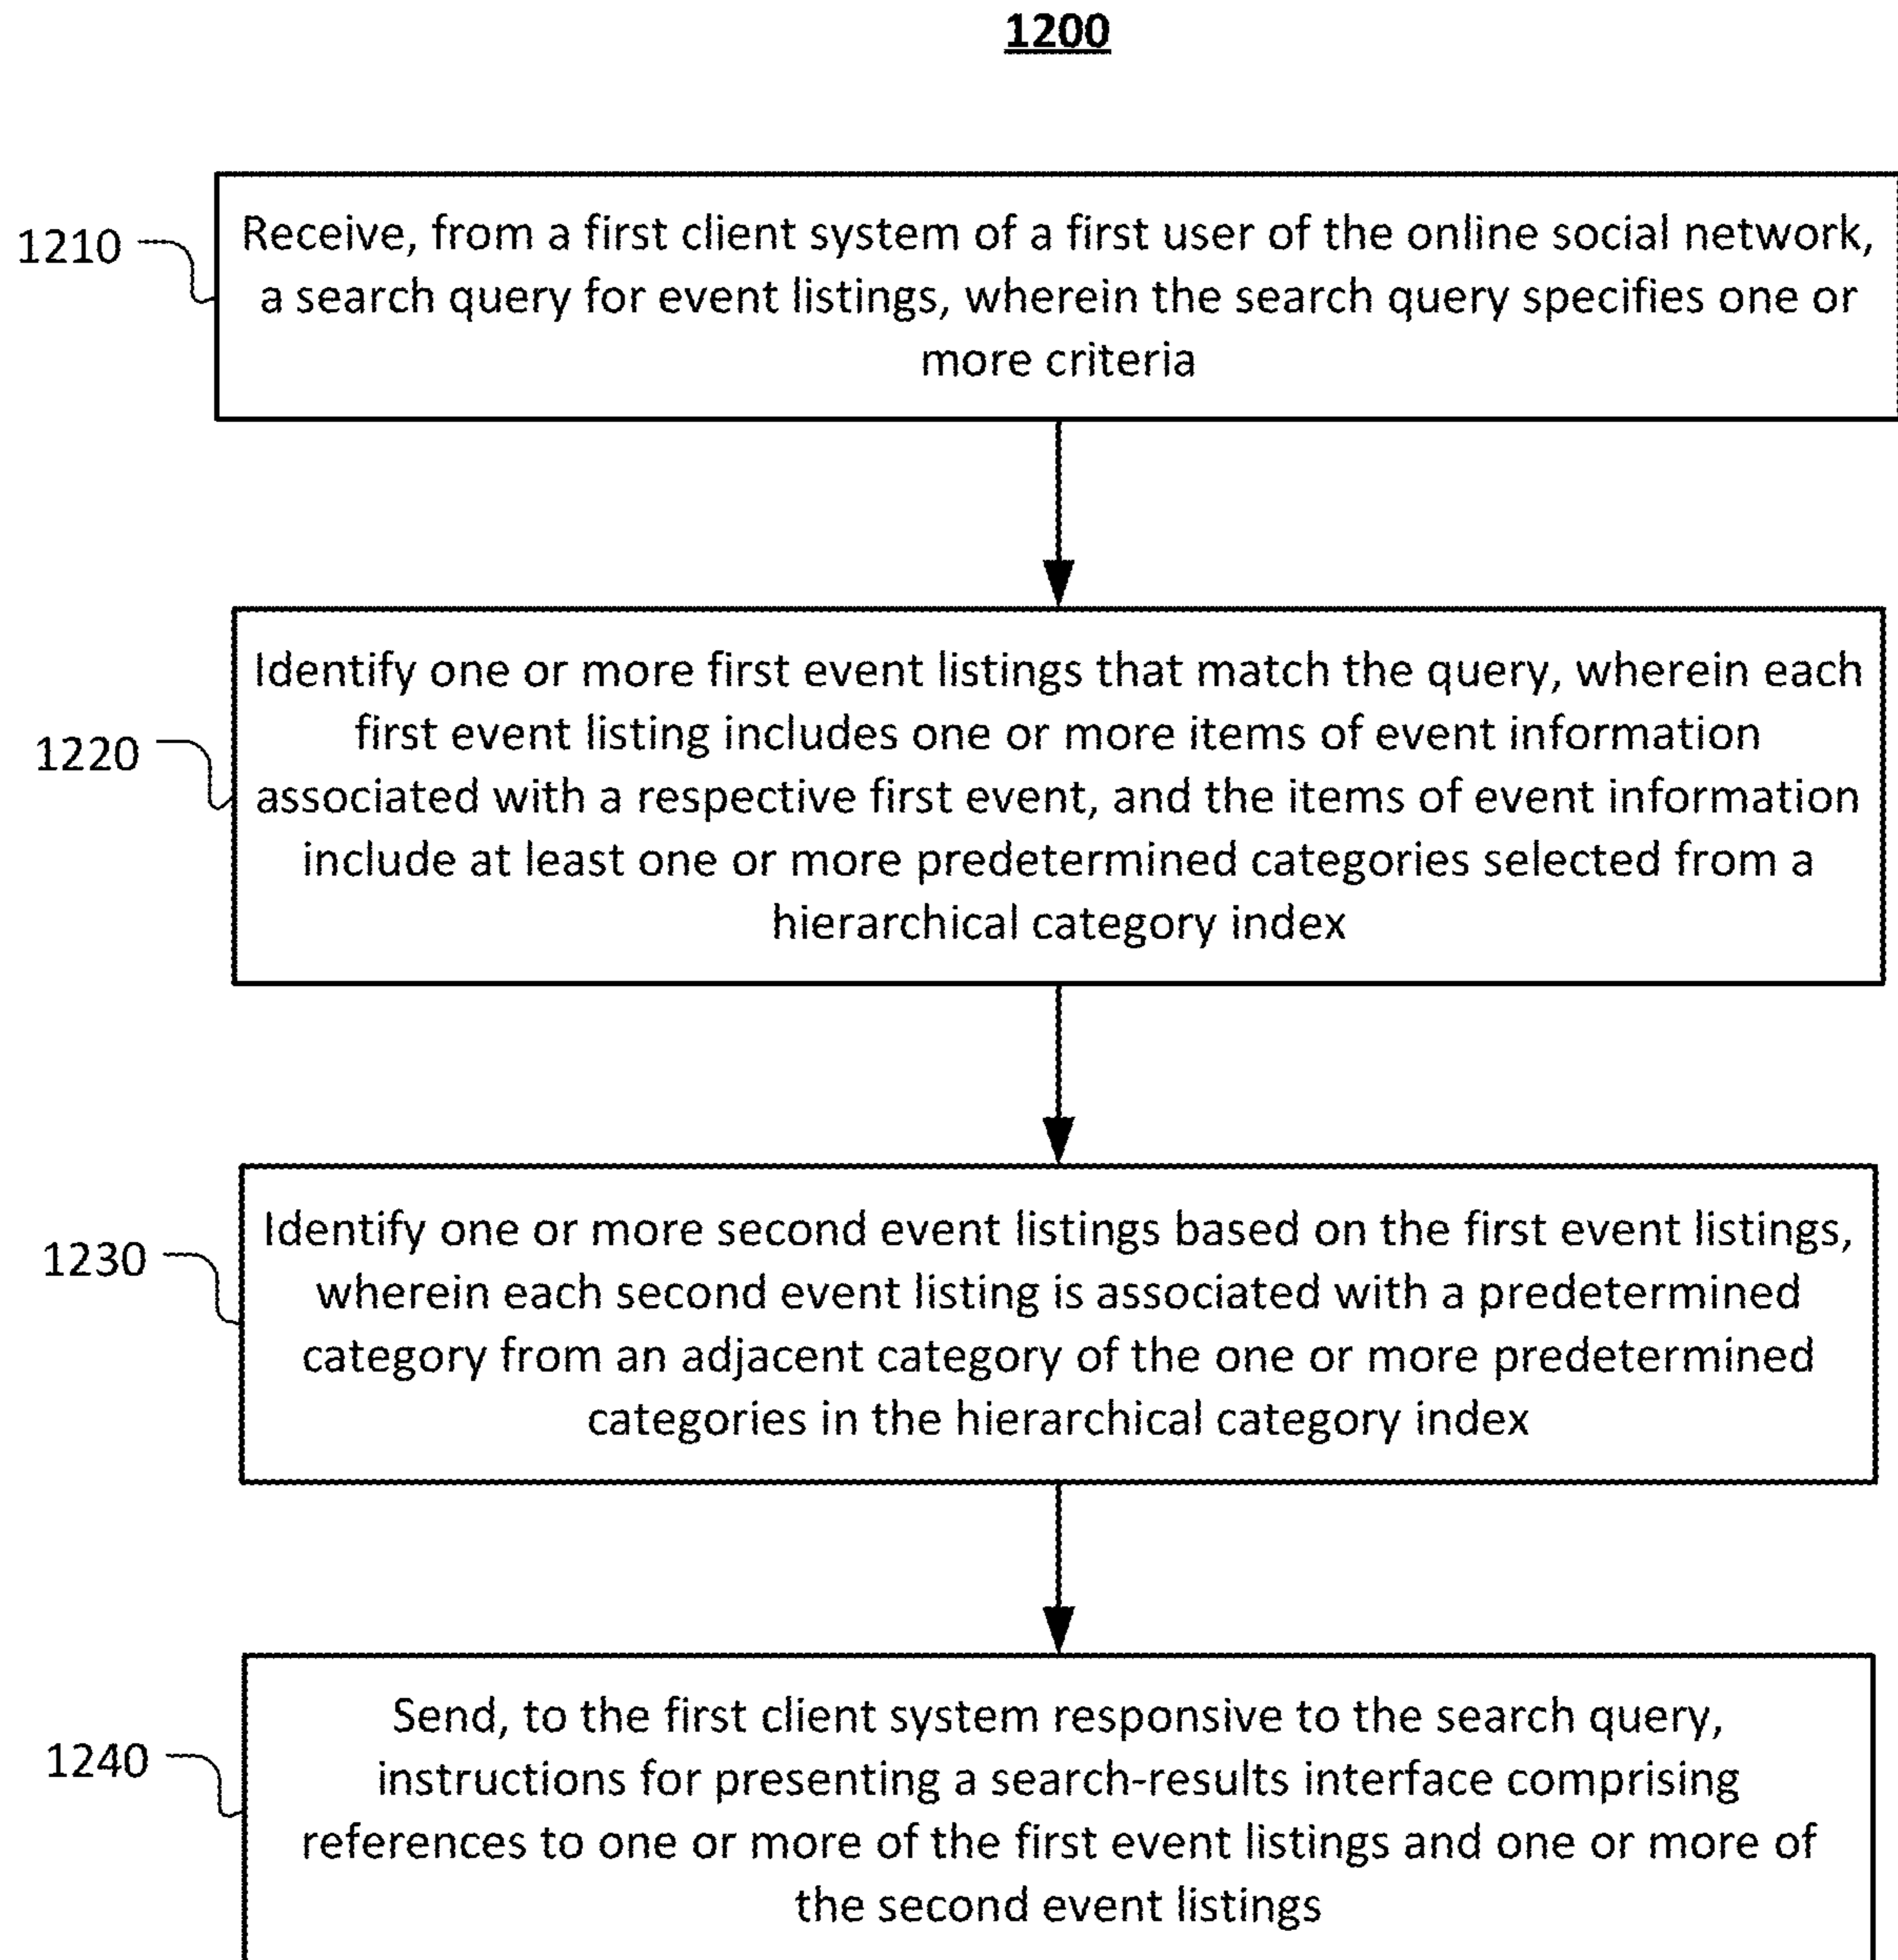 1200
1210
Receive, from a first client system of a first user of the online social network,
a search query for event listings, wherein the search query specifies one or
more criteria
1220
Identify one or more first event listings that match the query, wherein each
first event listing includes one or more items of event information
associated with a respective first event, and the items of event information
include at least one or more predetermined categories selected from a
hierarchical category index
1230
Identify one or more second event listings based on the first event listings,
wherein each second event listing is associated with a predetermined
category from an adjacent category of the one or more predetermined
categories in the hierarchical category index
1240
Send, to the first client system responsive to the search query,
instructions for presenting a search-results interface comprising
references to one or more of the first event listings and one or more of
the second event listings